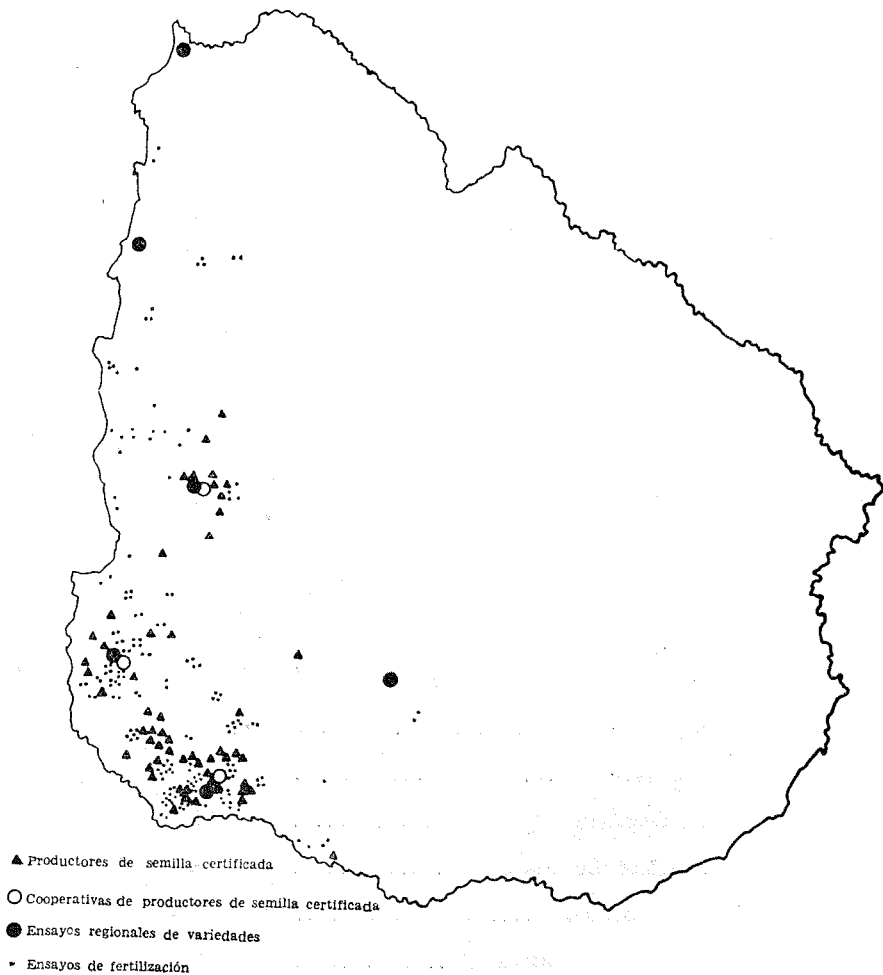 Productores de semilla certificada
Cooperativas de productores de semilla certificada
Ensayos regionales de variedades
Ensayos de fertilización